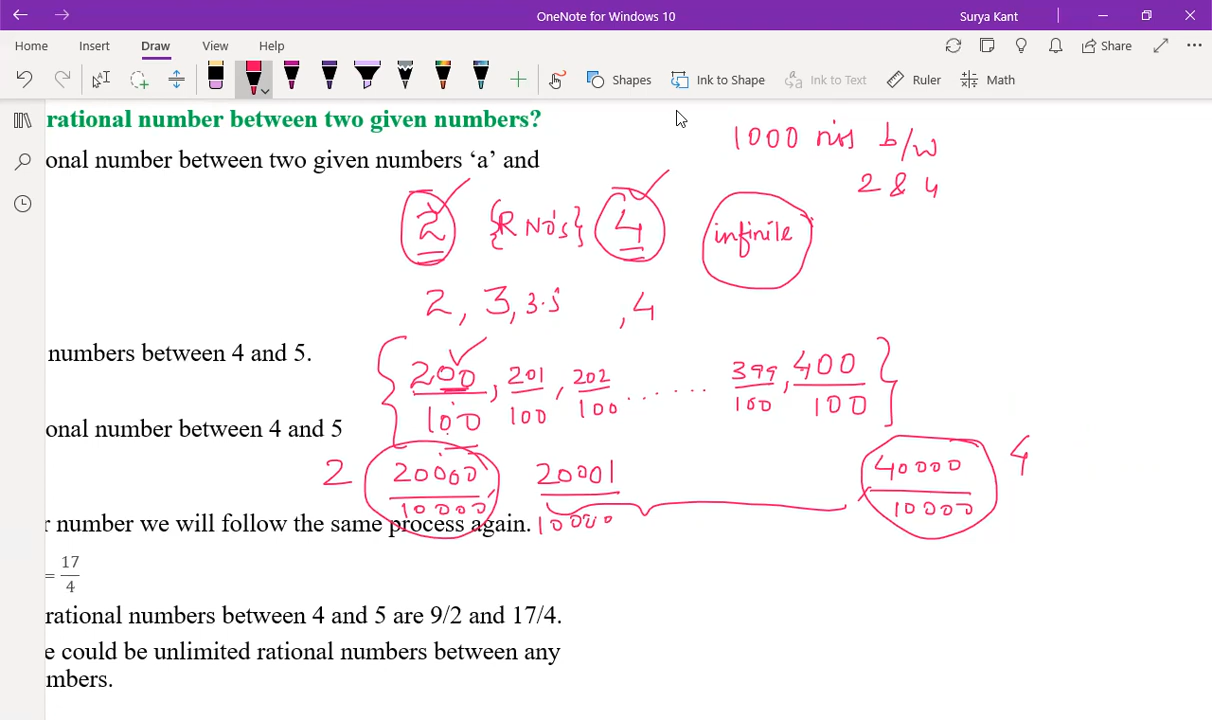 OneNote for Windows 10
Surya Kant
Home Insert Draw View Help
Share
Shapes Ink to Shape Ink to Text Ruler Math
rational number between two given numbers?
onal number between two given numbers ‘a’ and
1000 b/w
2 & 4
2 {R NO's} 4 infinite
2, 3, 3.5 , 4
numbers between 4 and 5.
{200/100, 201/100, 202/100 ........ 399/100, 400/100}
onal number between 4 and 5
2 20000/10000 20001/10000 40000/10000 4
r number we will follow the same process again.
= 17/4
rational numbers between 4 and 5 are 9/2 and 17/4.
e could be unlimited rational numbers between any
mbers.